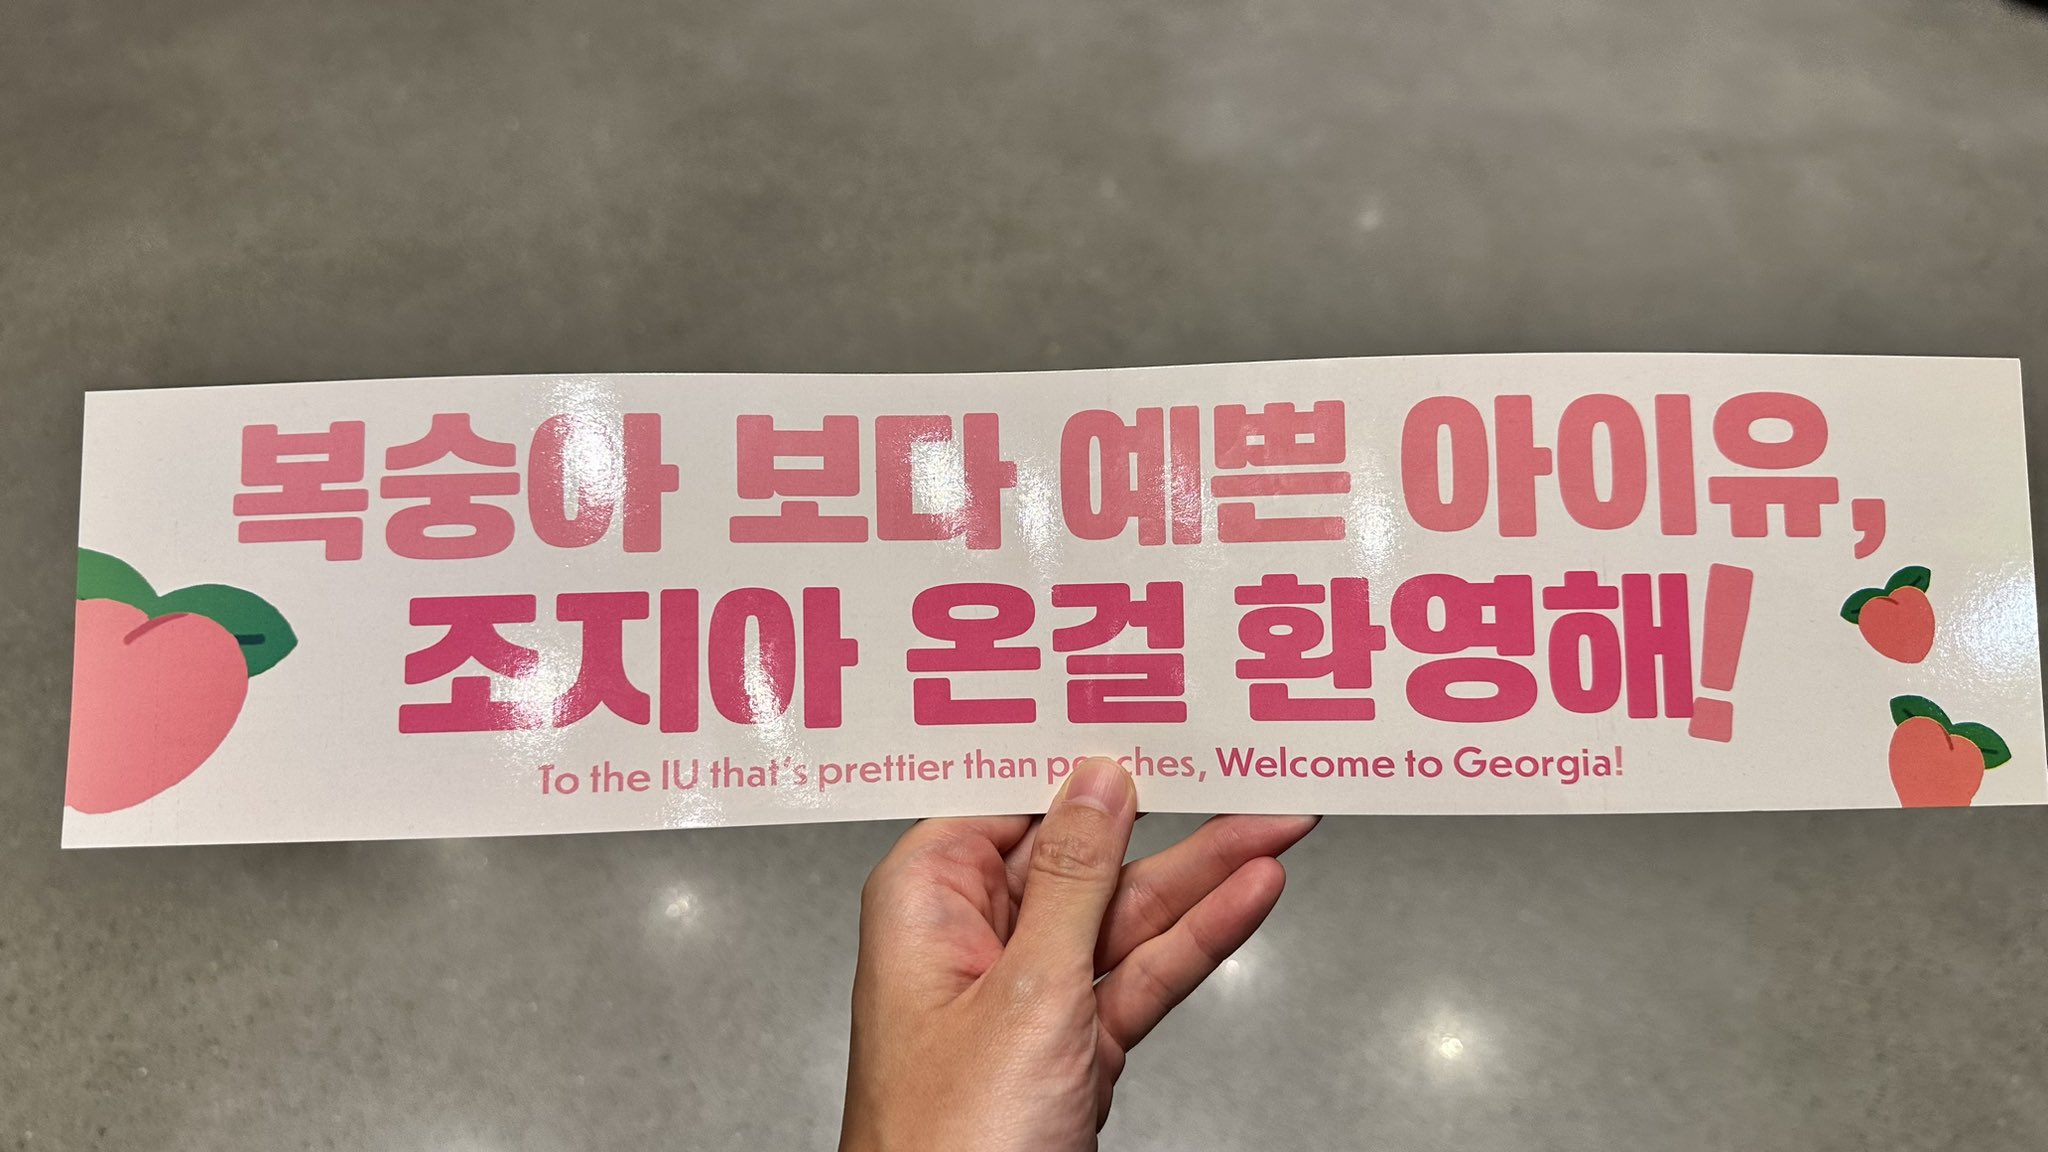 복숭아 보다 예쁜 아이유,
조지아 온걸 환영해!
To the IU that's prettier than peaches, Welcome to Georgia!